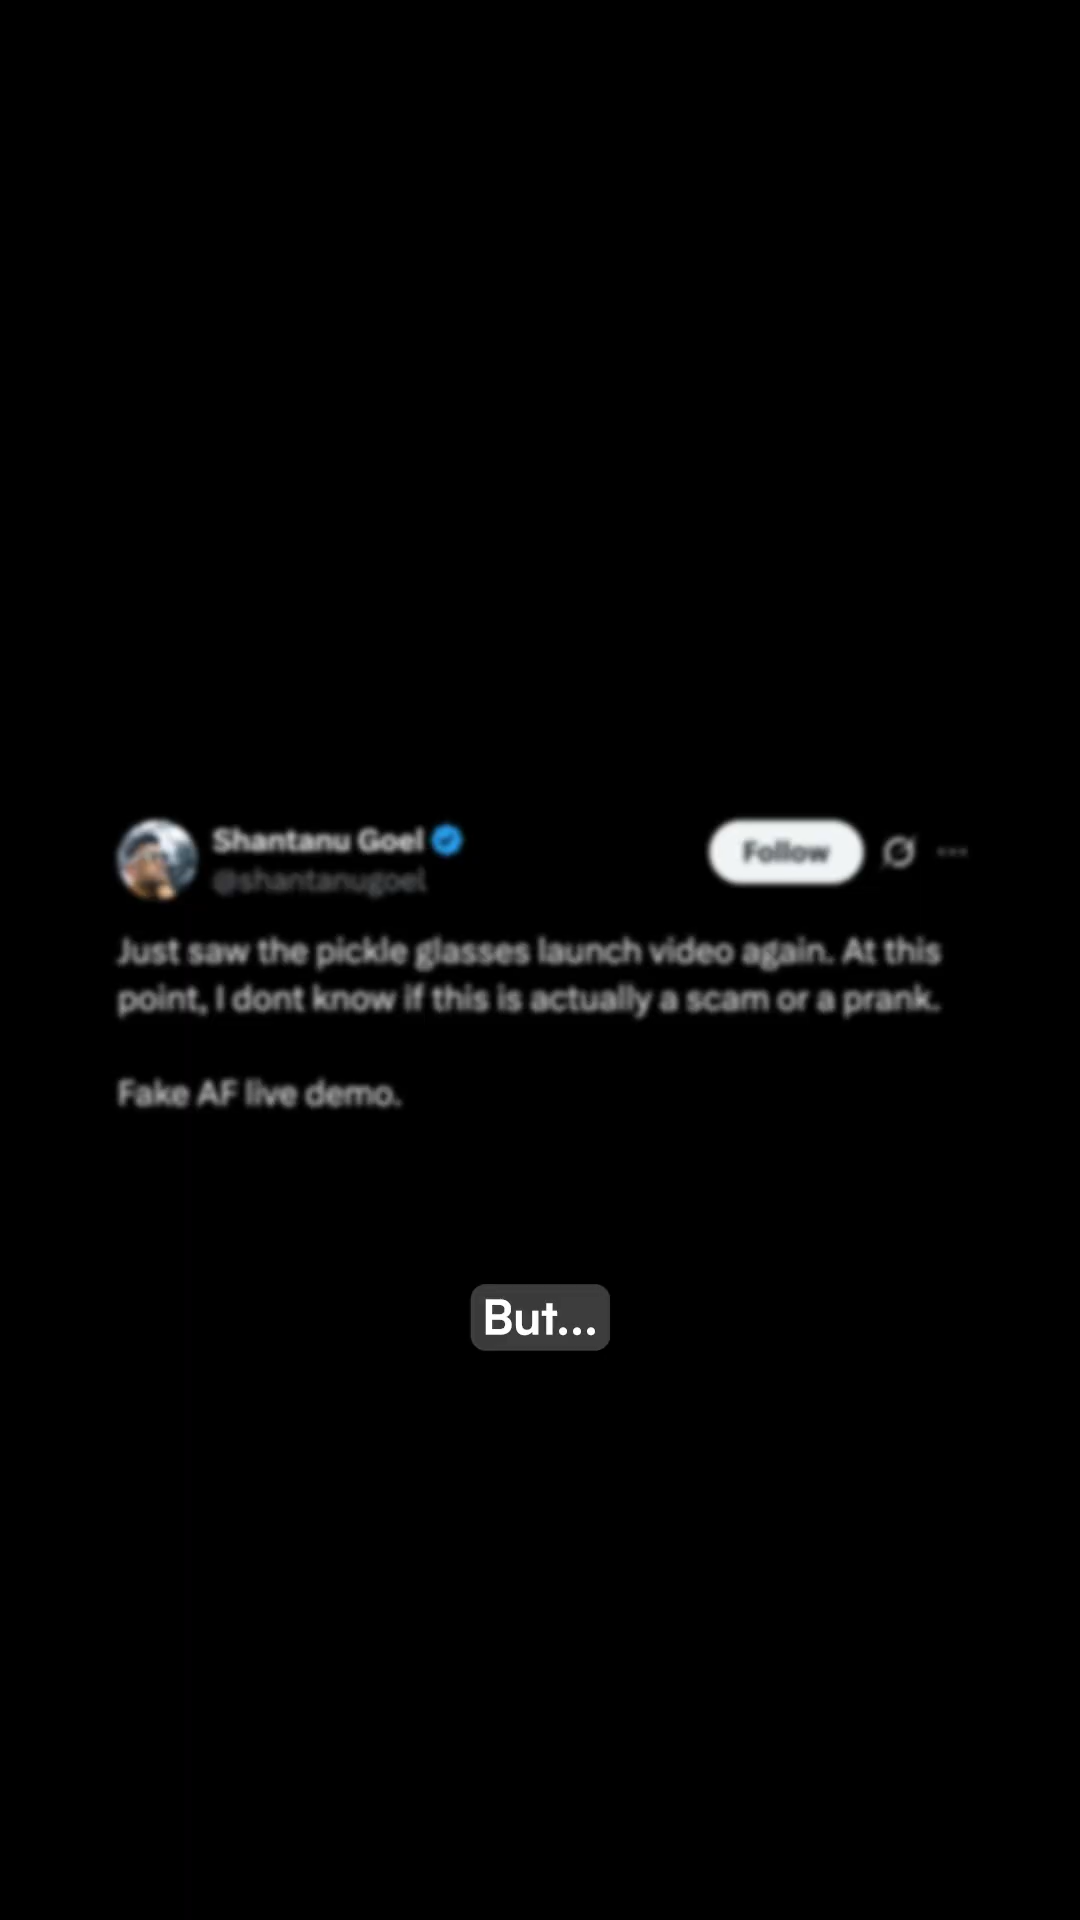 Shantanu Goel
@shantanugoel
Follow
Just saw the pickle glasses launch video again. At this
point, I dont know if this is actually a scam or a prank.
Fake AF live demo.
But...